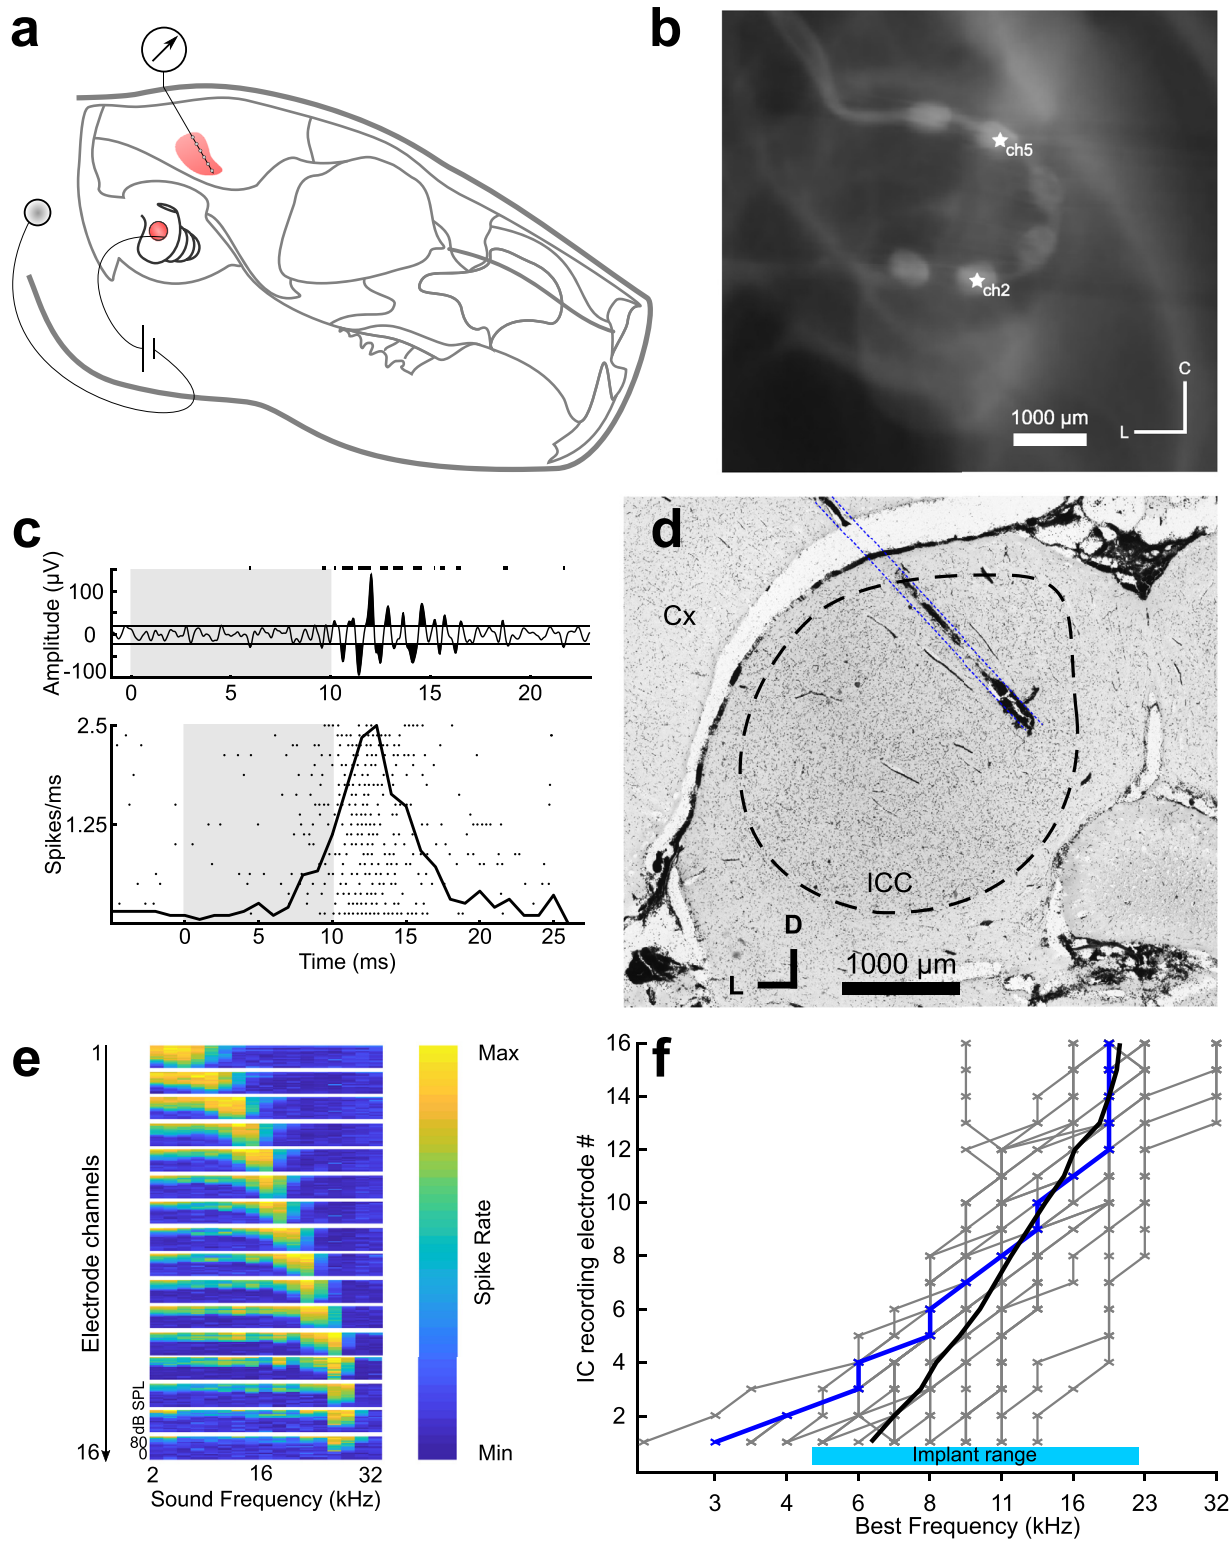 a
b
ch5
ch2
C
L
1000 µm
c
Amplitude (µV)
100
0
-100
0
5
10
15
20
Spikes/ms
2.5
1.25
0
5
10
15
20
25
Time (ms)
d
Cx
ICC
D
L
1000 µm
e
1
Electrode channels
16
dB SPL
80
0
2
16
32
Sound Frequency (kHz)
Max
Spike Rate
Min
f
IC recording electrode #
16
14
12
10
8
6
4
2
Implant range
3
4
6
8
11
16
23
32
Best Frequency (kHz)